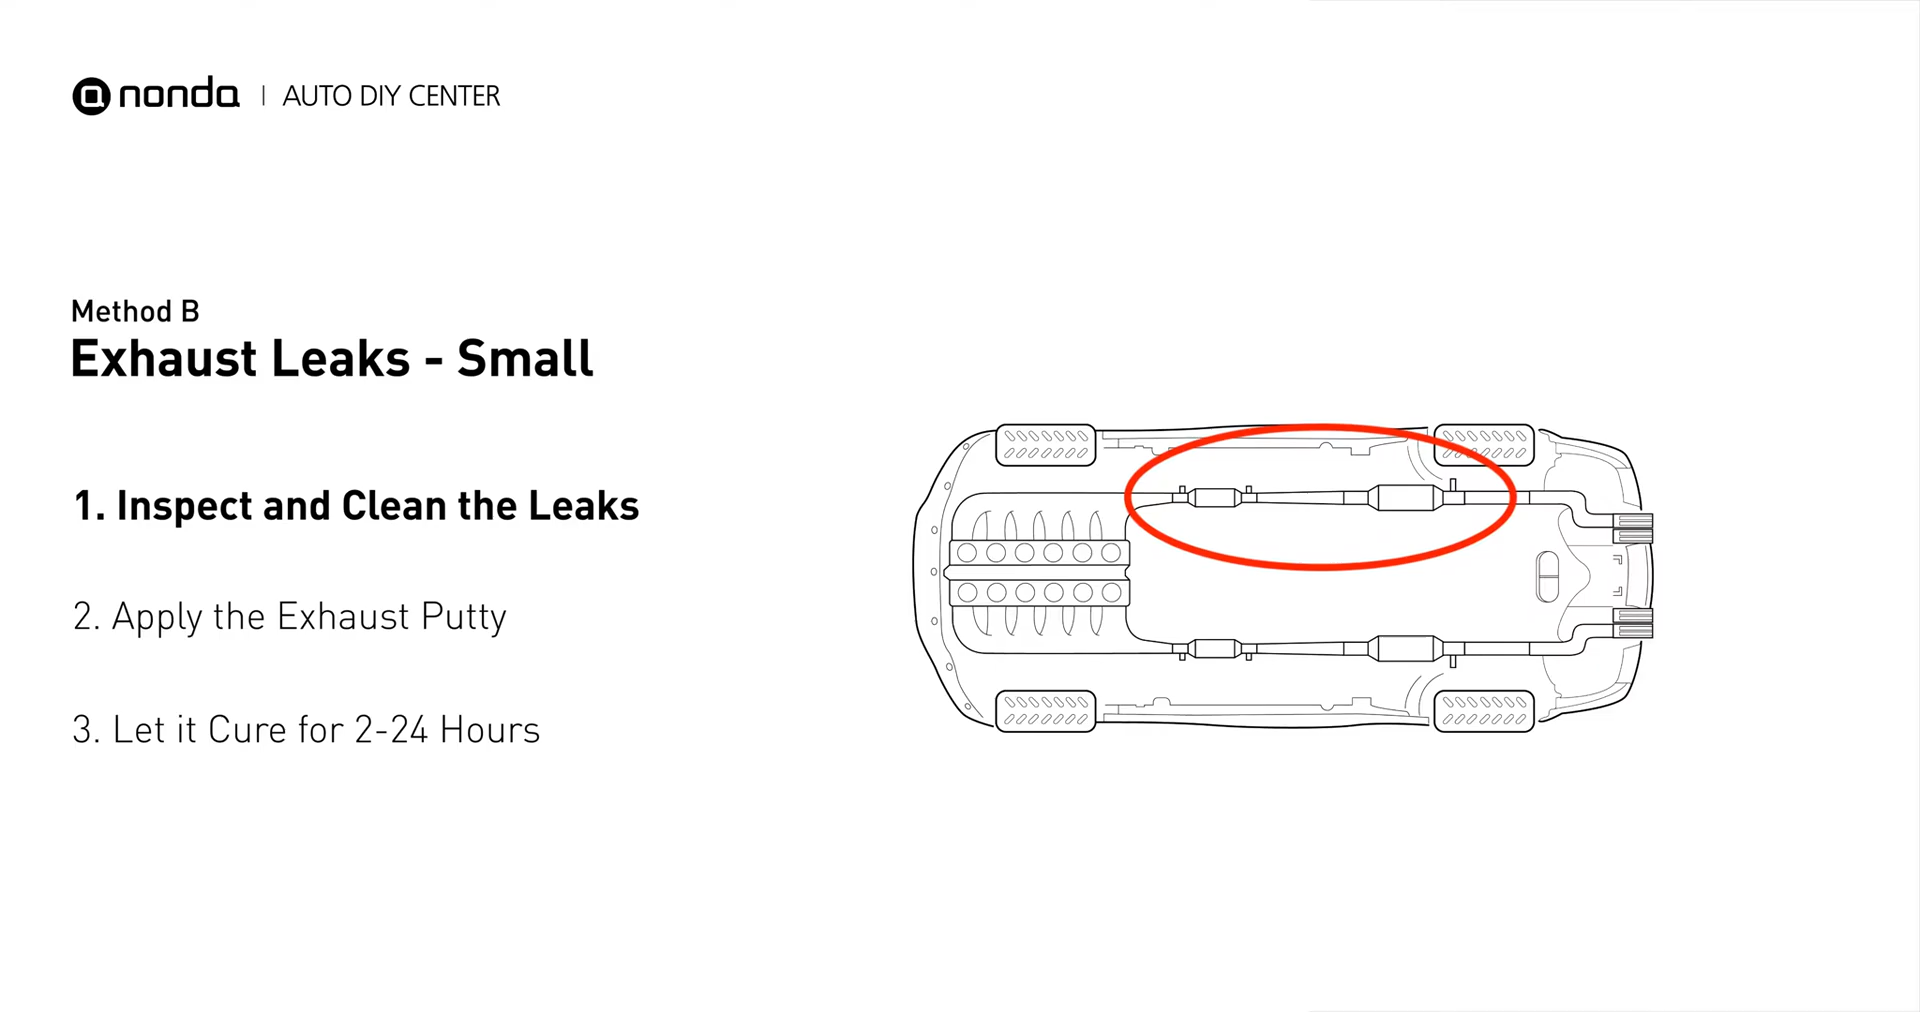 nonda | AUTO DIY CENTER
Method B
Exhaust Leaks - Small
1. Inspect and Clean the Leaks
2. Apply the Exhaust Putty
3. Let it Cure for 2-24 Hours